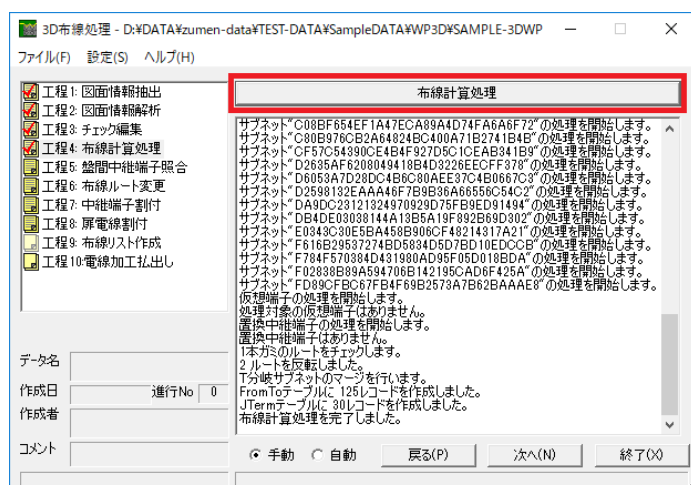 3D布線処理 - D:¥DATA¥zumen-data¥TEST-DATA¥SampleDATA¥WP3D¥SAMPLE-3DWP
ファイル(F) 設定(S) ヘルプ(H)
工程1: 図面情報抽出
工程2: 図面情報解析
工程3: チェック編集
工程4: 布線計算処理
工程5: 盤間中継端子照合
工程6: 布線ルート変更
工程7: 中継端子割付
工程8: 扉電線割付
工程9: 布線リスト作成
工程10:電線加工払出し
布線計算処理
サブネット"C08BF654EF1A47ECA89A4D74FA6A6F72"の処理を開始します。
サブネット"C80B976CB2A64824BC400A71B2741B4B"の処理を開始します。
サブネット"CF57C54390CE4B4F927D5C1CEAB341B9"の処理を開始します。
サブネット"D2635AF6208049418B4D3226EECFF378"の処理を開始します。
サブネット"D6053A7D28DC4B6C80AEE37C4B0667C3"の処理を開始します。
サブネット"D2598132EAAA46F7B9B36A66556C54C2"の処理を開始します。
サブネット"DA9DC23121324970929D75FB9ED91494"の処理を開始します。
サブネット"DB4DE03038144A13B5A19F892B69D302"の処理を開始します。
サブネット"E0343C30E5BA458B906CF48214317A21"の処理を開始します。
サブネット"F616B29537274BD5834D5D7BD10EDCCB"の処理を開始します。
サブネット"F784F570384D431980AD95F05D018BDA"の処理を開始します。
サブネット"F02838B89A594706B142195CAD6F425A"の処理を開始します。
サブネット"FD89CFBC67FB4F69B2573A7B62BAAAE8"の処理を開始します。
仮想端子の処理を開始します。
処理対象の仮想端子はありません。
置換中継端子の処理を開始します。
置換中継端子はありません。
1本ガミのルートをチェックします。
2 ルートを反転しました。
T分岐サブネットのマージを行います。
FromToテーブルに 125レコードを作成しました。
JTermテーブルに 30レコードを作成しました。
布線計算処理を完了しました。
データ名
作成日 進行No 0
作成者
コメント
手動 自動 戻る(P) 次へ(N) 終了(X)